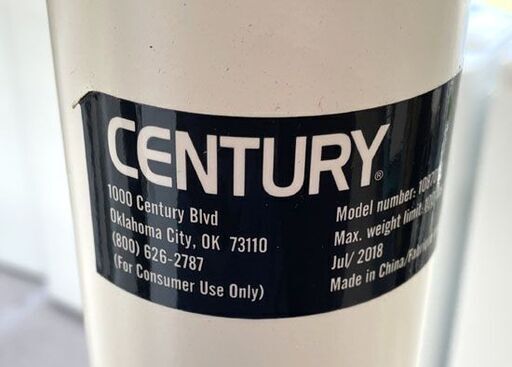 CENTURY®
1000 Century Blvd
Oklahoma City, OK 73110
(800) 626-2787
(For Consumer Use Only)
Model number:
Max. weight limit:
Jul/ 2018
Made in China/